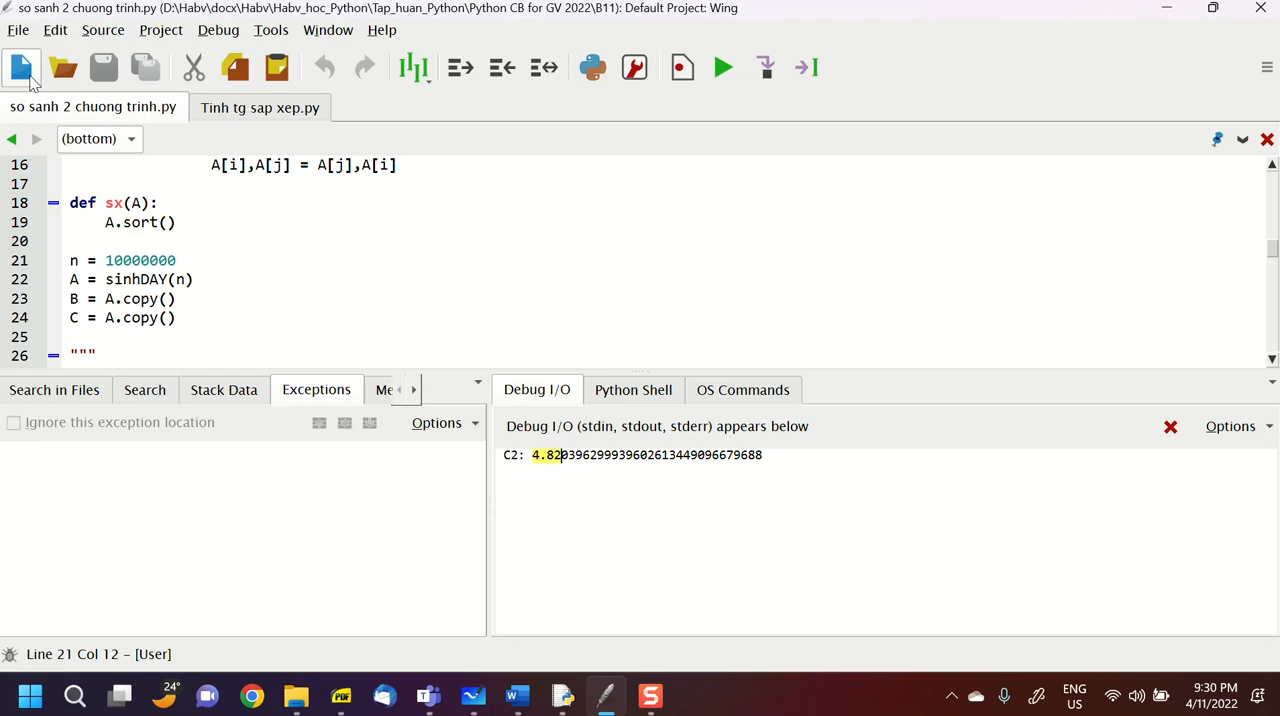 so sanh 2 chuong trinh.py (D:\Habv\docx\Habv\Habv_hoc_Python\Tap_huan_Python\Python CB for GV 2022\B11): Default Project: Wing
File Edit Source Project Debug Tools Window Help
so sanh 2 chuong trinh.py Tinh tg sap xep.py
(bottom)
16 A[i],A[j] = A[j],A[i]
17
18 def sx(A):
19 A.sort()
20
21 n = 10000000
22 A = sinhDAY(n)
23 B = A.copy()
24 C = A.copy()
25
26 """
Search in Files Search Stack Data Exceptions Me Debug I/O Python Shell OS Commands
Ignore this exception location Options Debug I/O (stdin, stdout, stderr) appears below Options
C2: 4.820396299939602613449096679688
Line 21 Col 12 – [User]
24° PDF W S ENG 9:30 PM
US 4/11/2022